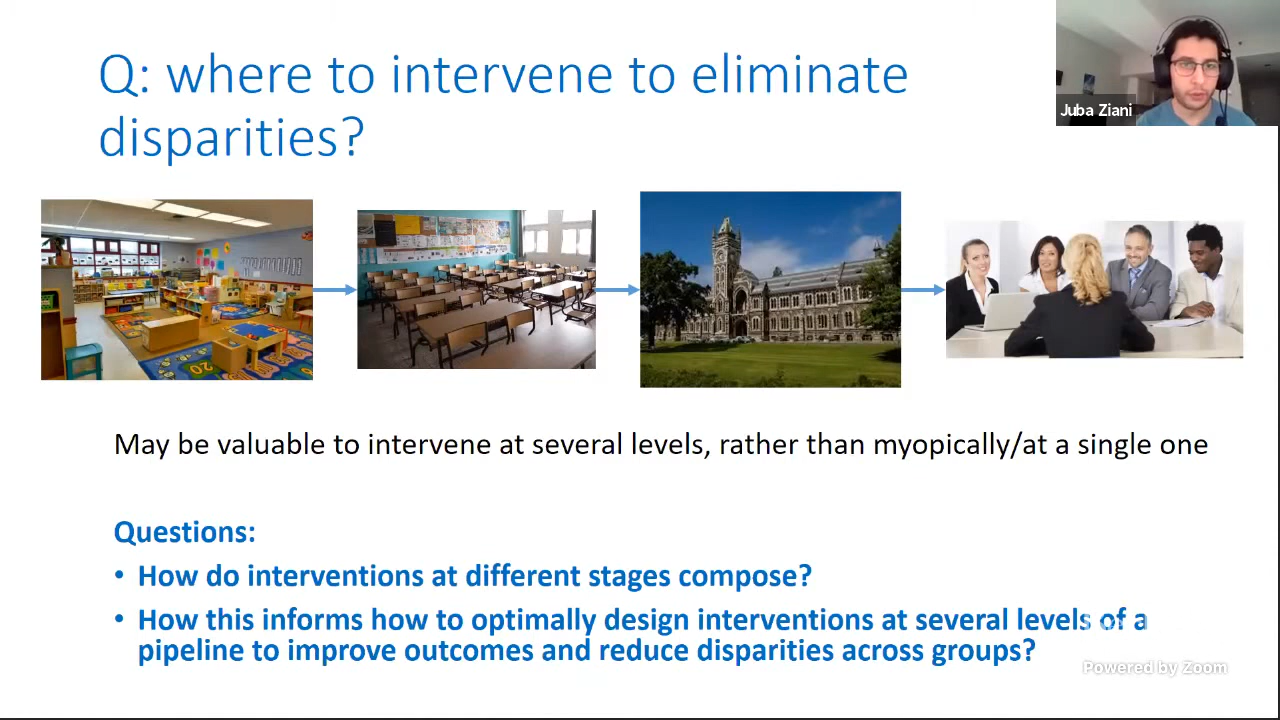 Q: where to intervene to eliminate
disparities?
Juba Ziani
May be valuable to intervene at several levels, rather than myopically/at a single one
Questions:
• How do interventions at different stages compose?
• How this informs how to optimally design interventions at several levels of a
pipeline to improve outcomes and reduce disparities across groups?
Powered by Zoom